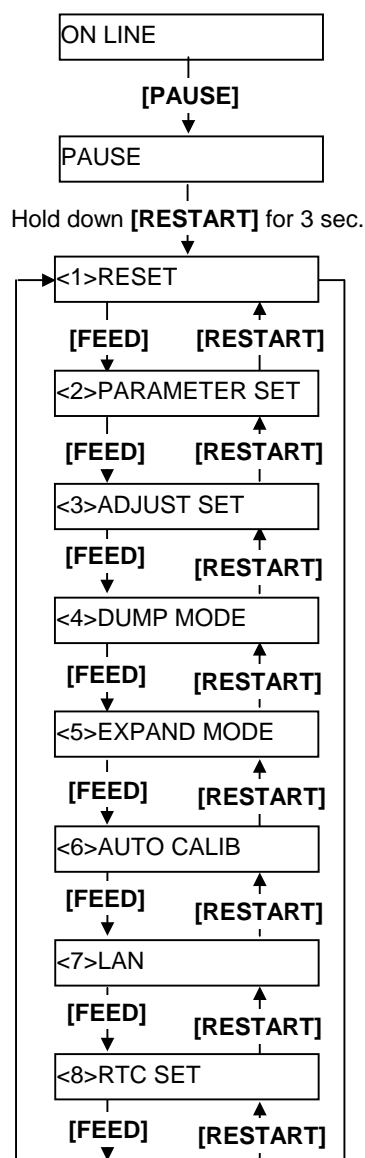 ON LINE
[PAUSE]
PAUSE
Hold down [RESTART] for 3 sec.
<1>RESET
[FEED] [RESTART]
<2>PARAMETER SET
[FEED] [RESTART]
<3>ADJUST SET
[FEED] [RESTART]
<4>DUMP MODE
[FEED] [RESTART]
<5>EXPAND MODE
[FEED] [RESTART]
<6>AUTO CALIB
[FEED] [RESTART]
<7>LAN
[FEED] [RESTART]
<8>RTC SET
[FEED] [RESTART]